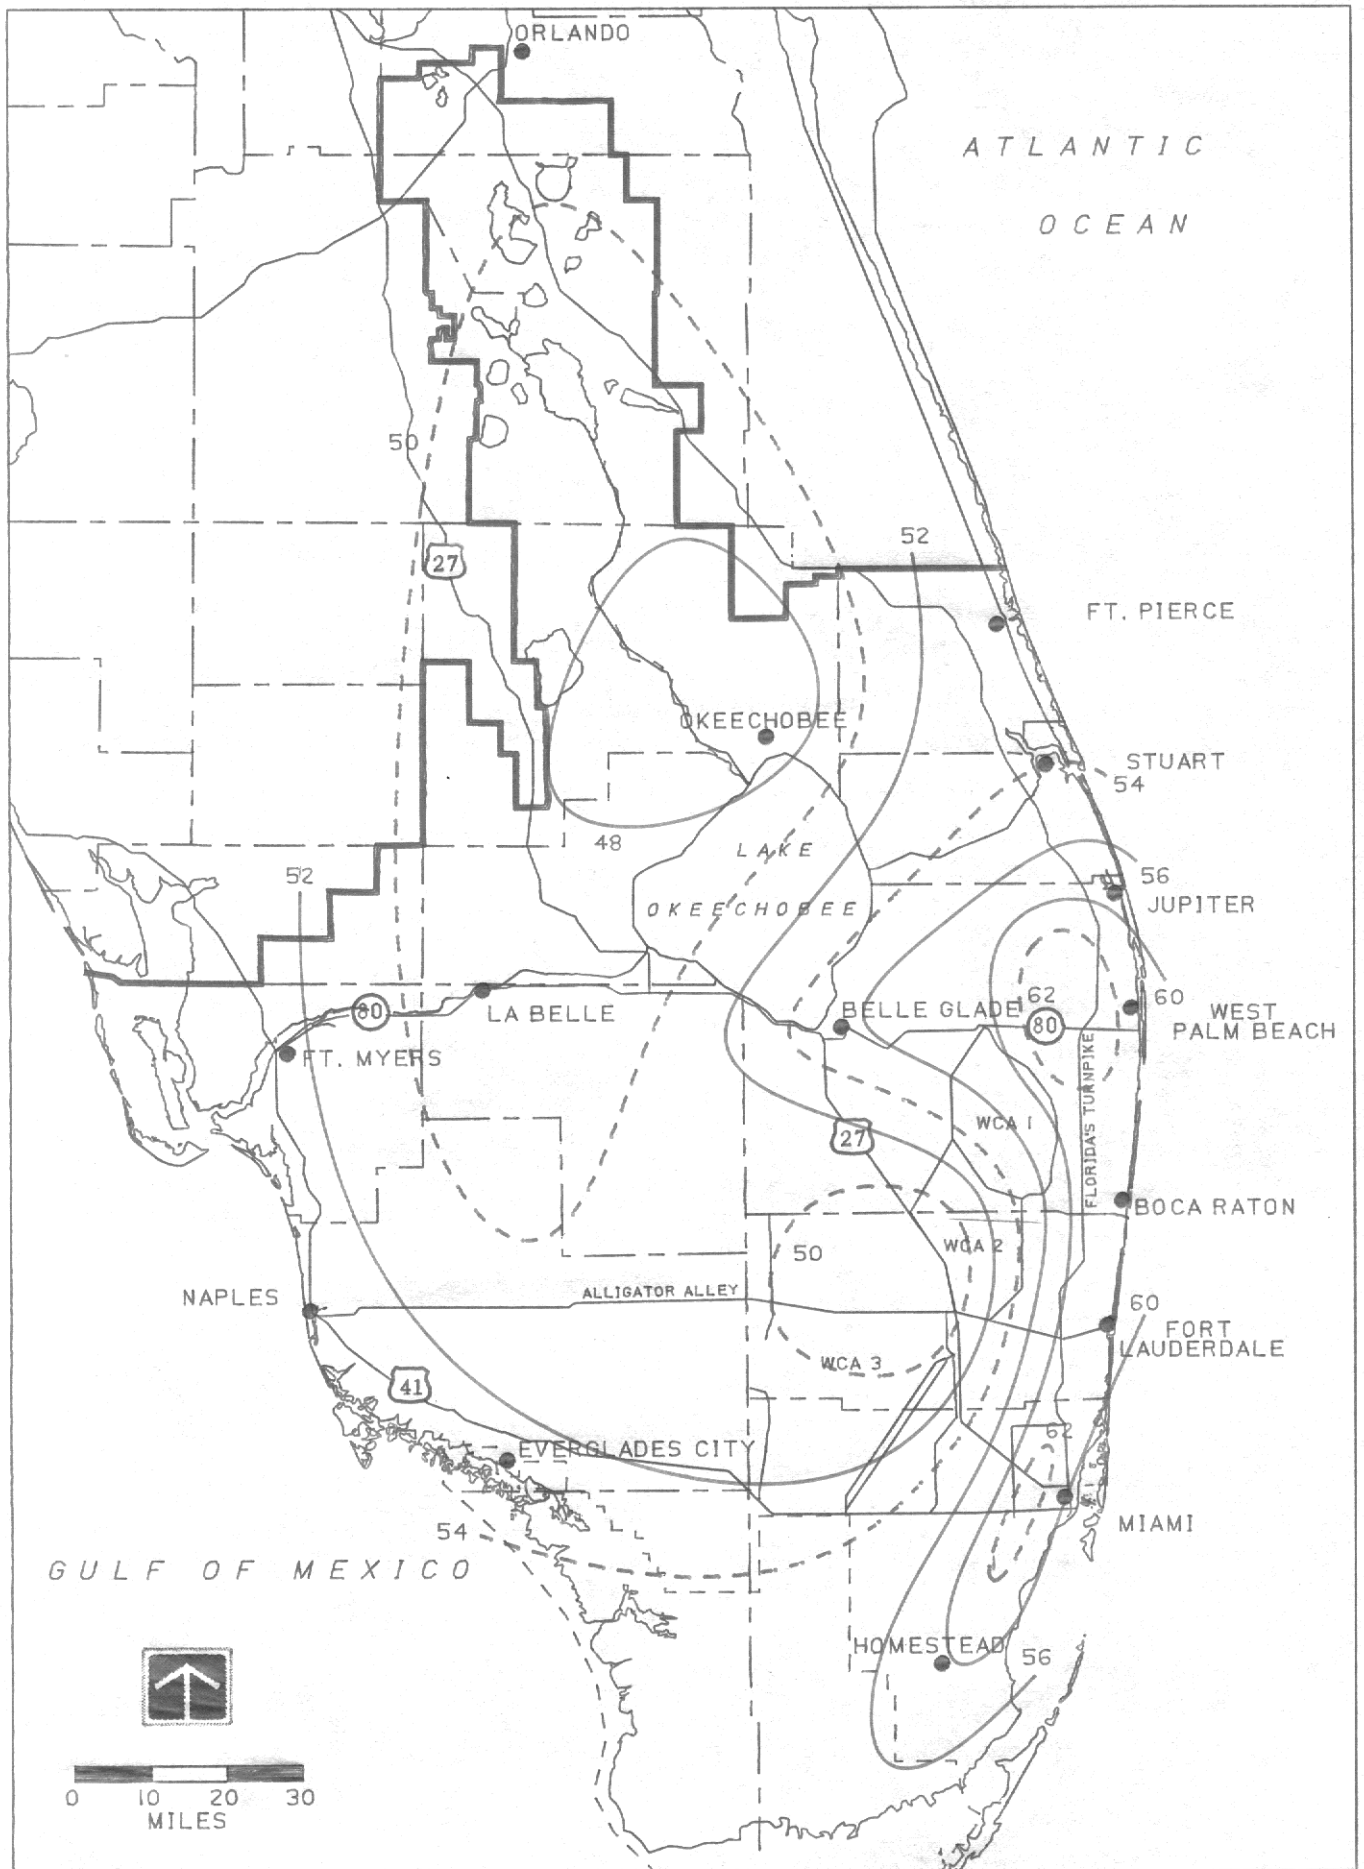 ORLANDO
ATLANTIC
OCEAN
50
27
52
FT. PIERCE
OKEECHOBEE
STUART
54
48
LAKE
OKEECHOBEE
52
56
JUPITER
62
60
WEST
PALM BEACH
BELLE GLADE
80
80
LA BELLE
FT. MYERS
FLORIDA'S TURNPIKE
WCA 1
27
BOCA RATON
50
WCA 2
NAPLES
ALLIGATOR ALLEY
60
FORT
LAUDERDALE
WCA 3
41
62
EVERGLADES CITY
54
MIAMI
GULF OF MEXICO
HOMESTEAD
56
0 10 20 30
MILES